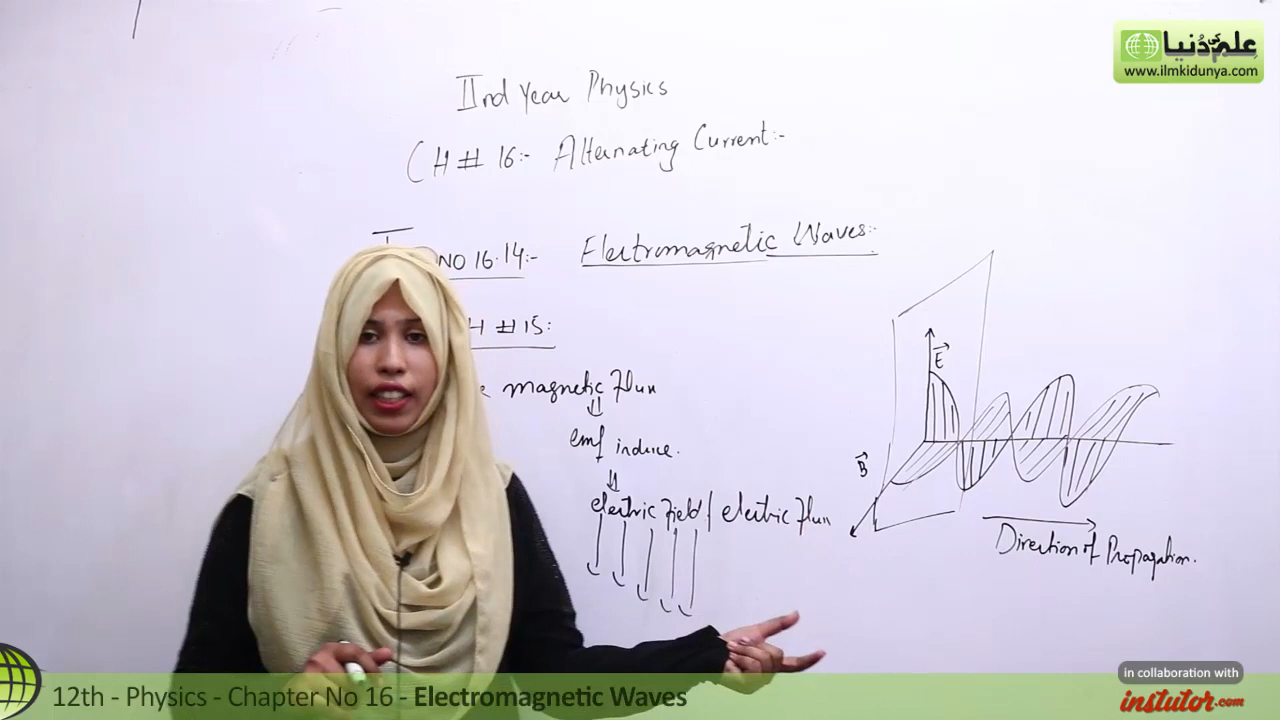 علم کی دُنیا
www.ilmkidunya.com
IInd Year Physics
CH # 16:- Alternating Current:-
NO 16.14:- Electromagnetic Waves:-
H # 15:
magnetic Flux
emf induce.
electric field / electric Flux
E
B
Direction of Propagation.
in collaboration with
instutor.com
12th - Physics - Chapter No 16 - Electromagnetic Waves